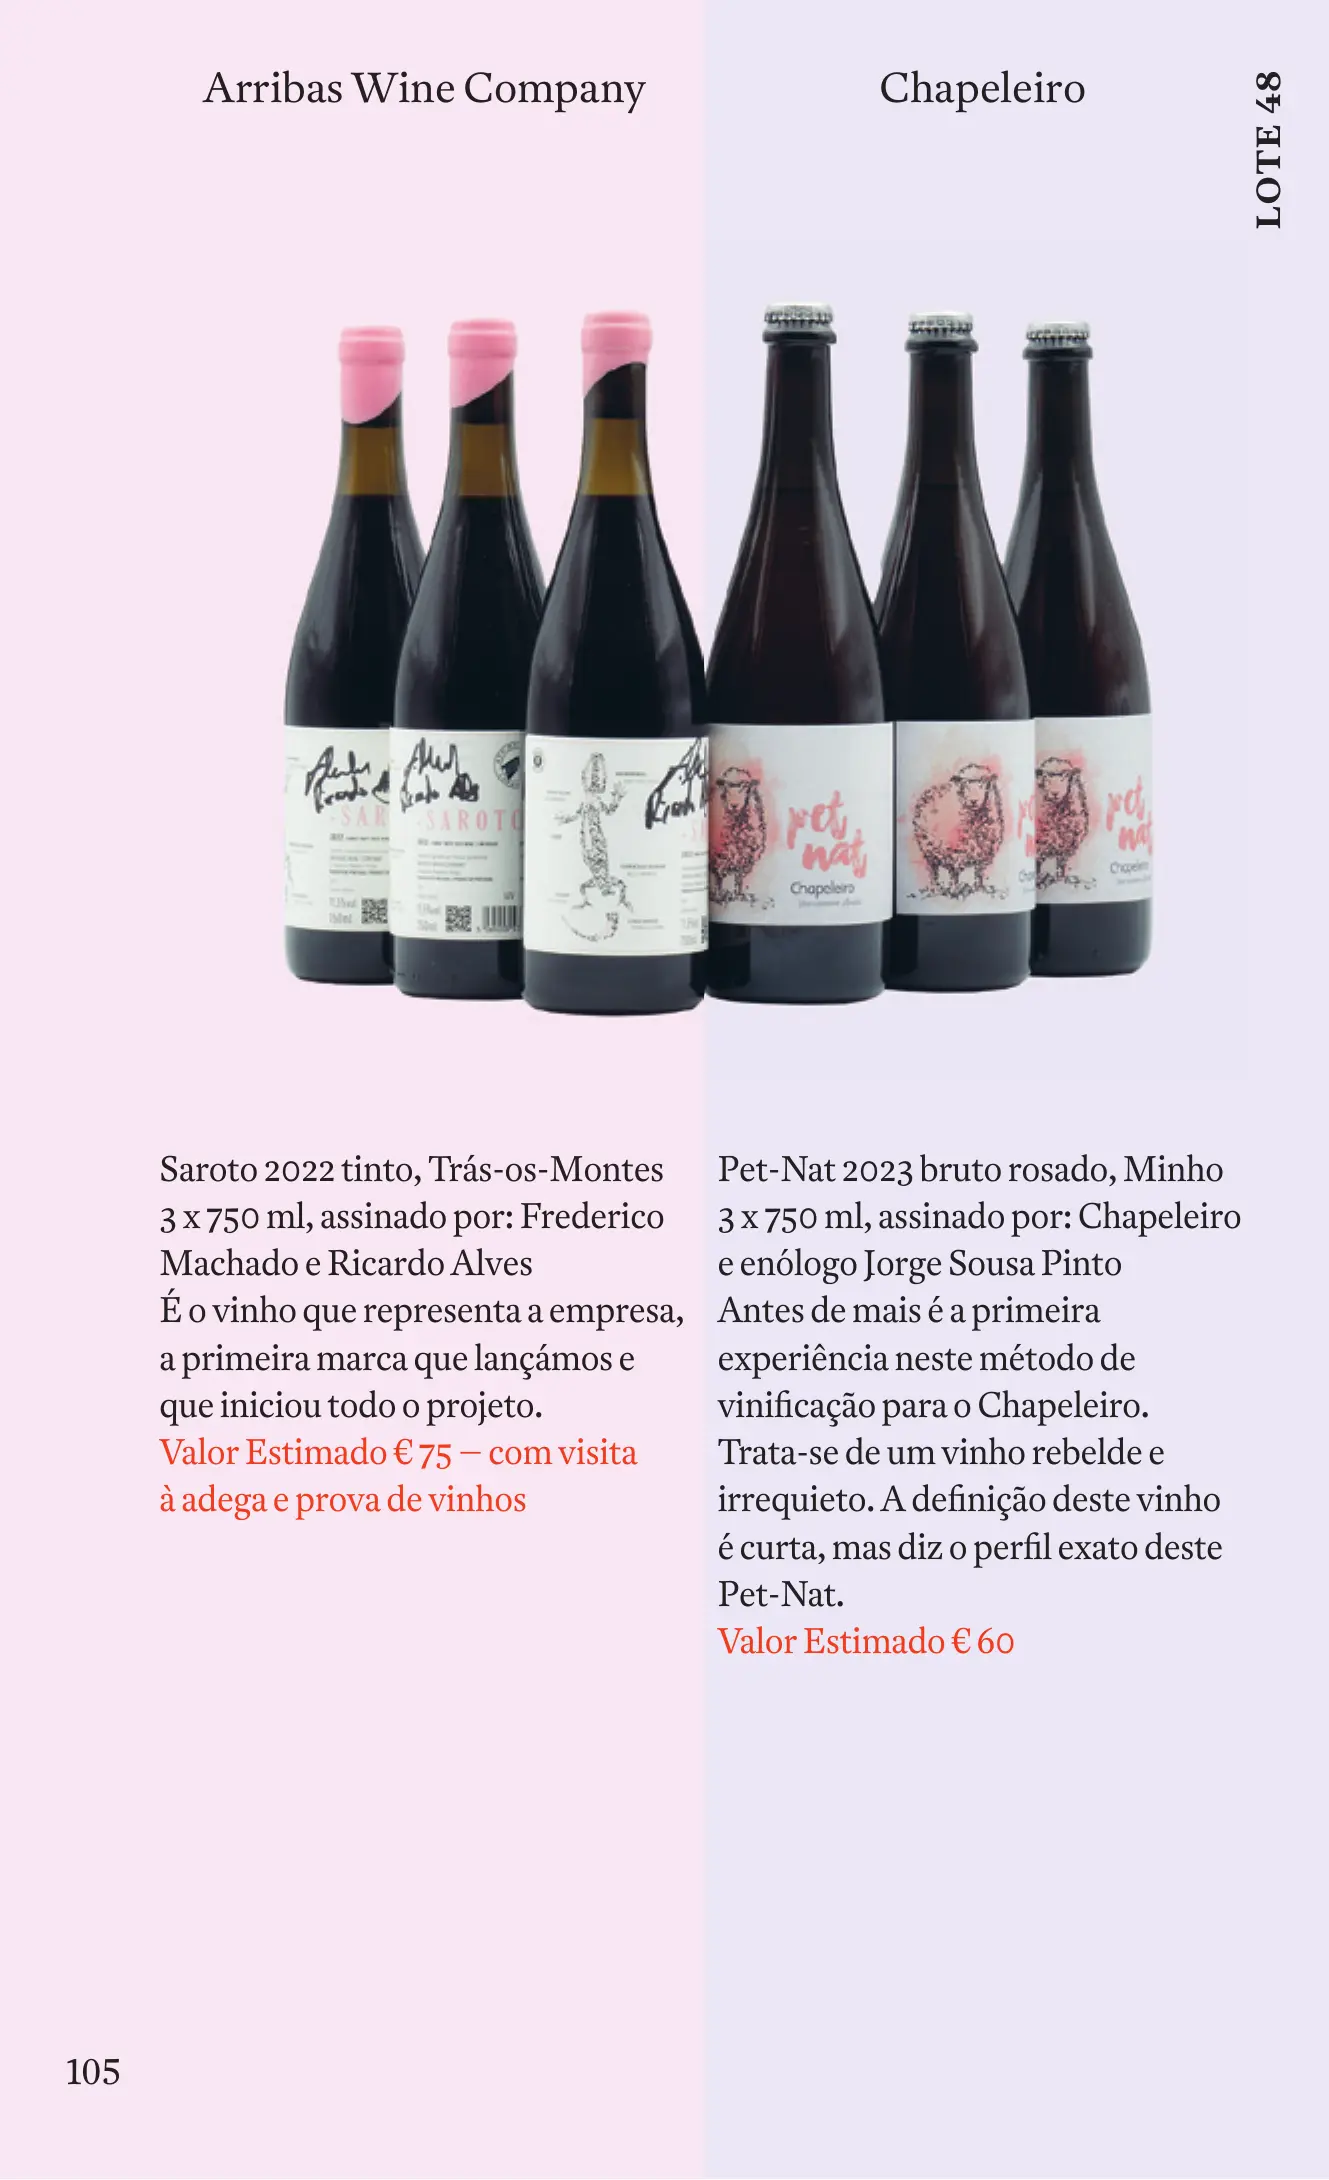 Arribas Wine Company
Chapeleiro
LOTE 48
SAR
SAROTO
pet
nat
Chapeleiro
pet
nat
Chapeleiro
Saroto 2022 tinto, Trás-os-Montes
3 x 750 ml, assinado por: Frederico
Machado e Ricardo Alves
É o vinho que representa a empresa,
a primeira marca que lançámos e
que iniciou todo o projeto.
Valor Estimado € 75 – com visita
à adega e prova de vinhos
Pet-Nat 2023 bruto rosado, Minho
3 x 750 ml, assinado por: Chapeleiro
e enólogo Jorge Sousa Pinto
Antes de mais é a primeira
experiência neste método de
vinificação para o Chapeleiro.
Trata-se de um vinho rebelde e
irrequieto. A definição deste vinho
é curta, mas diz o perfil exato deste
Pet-Nat.
Valor Estimado € 60
105